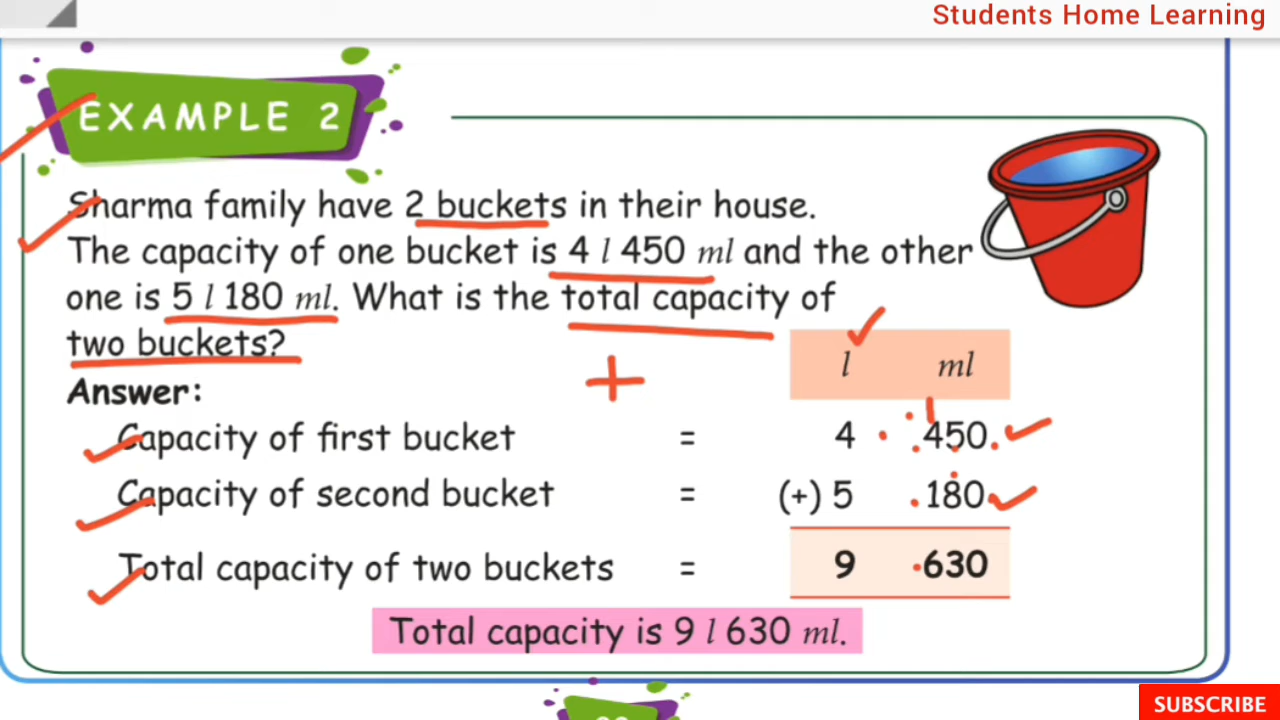 Students Home Learning
EXAMPLE 2
Sharma family have 2 buckets in their house.
The capacity of one bucket is 4 l 450 ml and the other
one is 5 l 180 ml. What is the total capacity of
two buckets?
+
l ml
Answer:
1
Capacity of first bucket = 4 450
Capacity of second bucket = (+) 5 180
Total capacity of two buckets = 9 630
Total capacity is 9 l 630 ml.
SUBSCRIBE